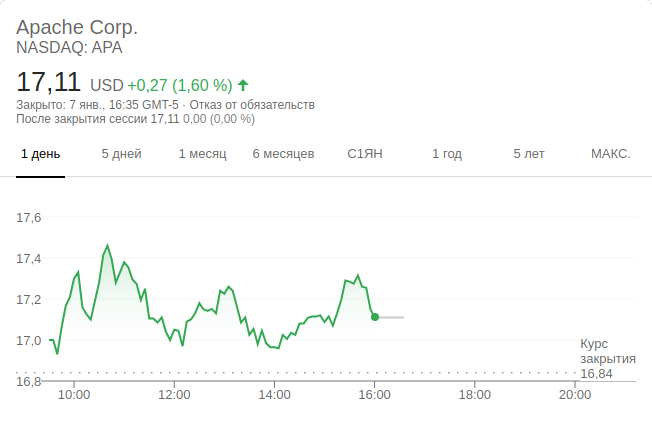 Apache Corp.
NASDAQ: APA
17,11 USD +0,27 (1,60 %)
Закрыто: 7 янв., 16:35 GMT-5 · Отказ от обязательств
После закрытия сессии 17,11 0,00 (0,00 %)
1 день 5 дней 1 месяц 6 месяцев С1ЯН 1 год 5 лет МАКС.
17,6
17,4
17,2
17,0
Курс
закрытия
16,84
16,8
10:00 12:00 14:00 16:00 18:00 20:00